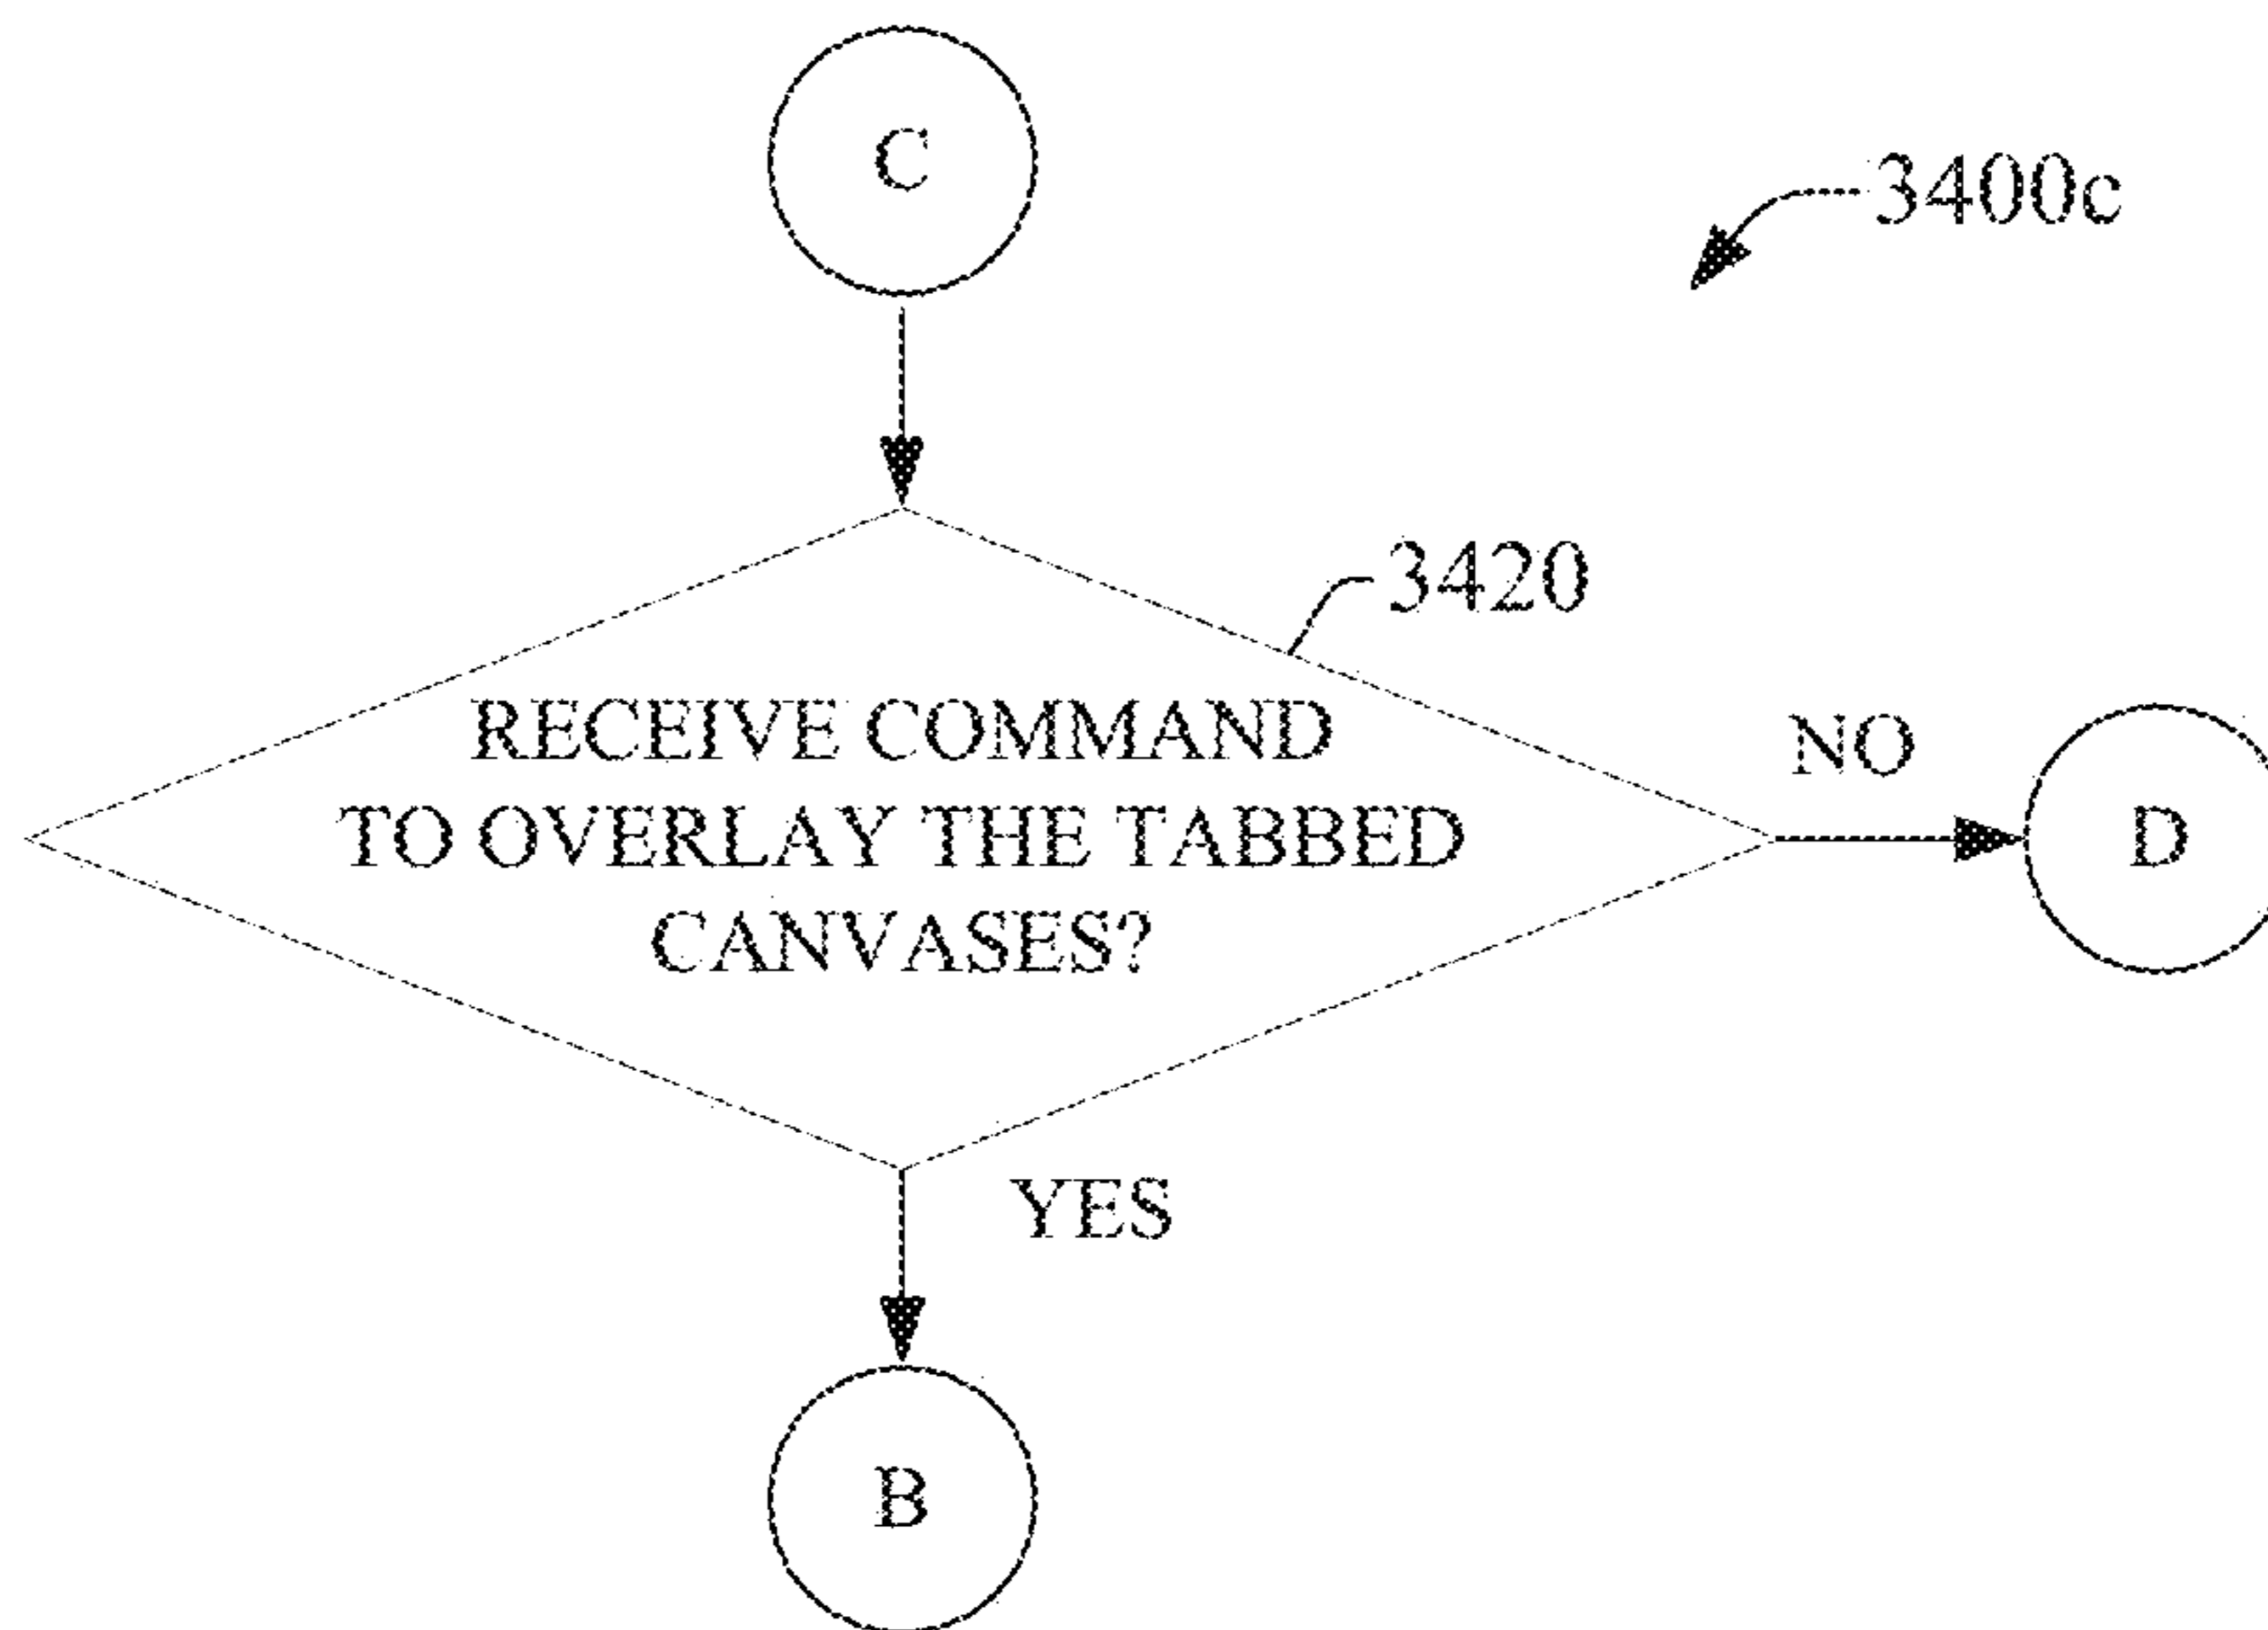 C
3400c
3420
RECEIVE COMMAND
TO OVERLAY THE TABBED
CANVASES?
NO
D
YES
B